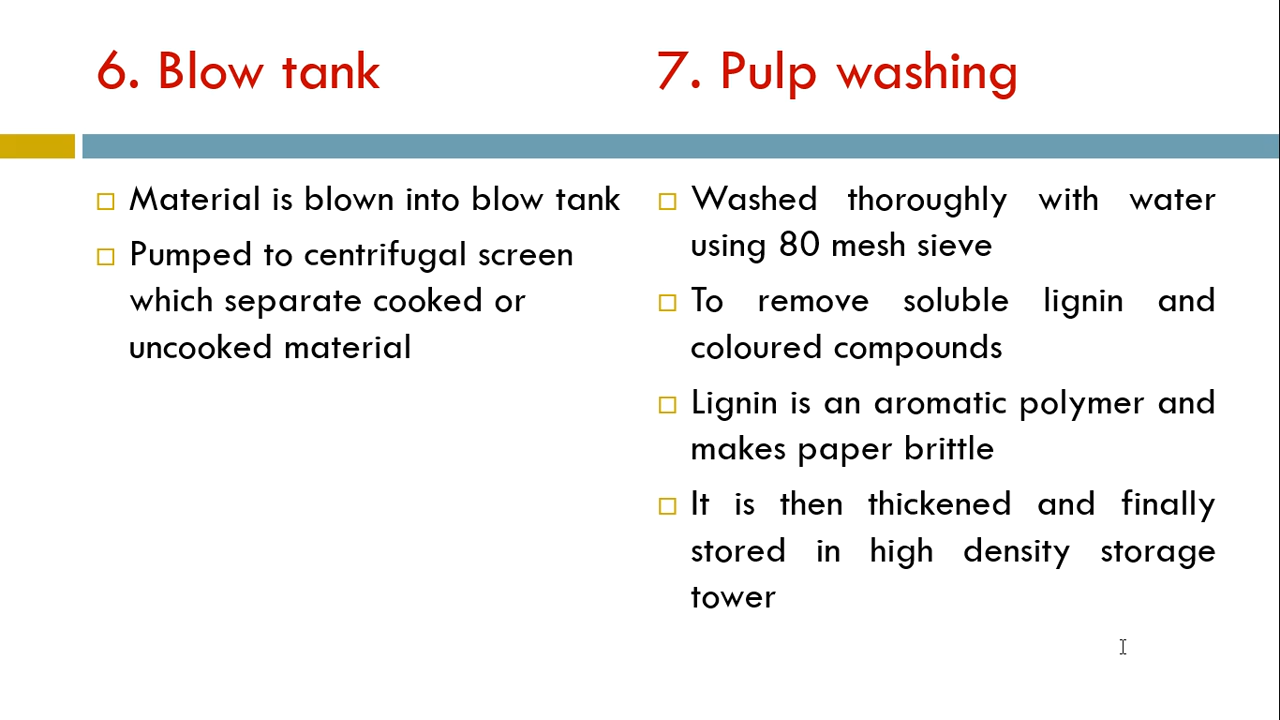 6. Blow tank
Material is blown into blow tank
Pumped to centrifugal screen
which separate cooked or
uncooked material
7. Pulp washing
Washed thoroughly with water
using 80 mesh sieve
To remove soluble lignin and
coloured compounds
Lignin is an aromatic polymer and
makes paper brittle
It is then thickened and finally
stored in high density storage
tower